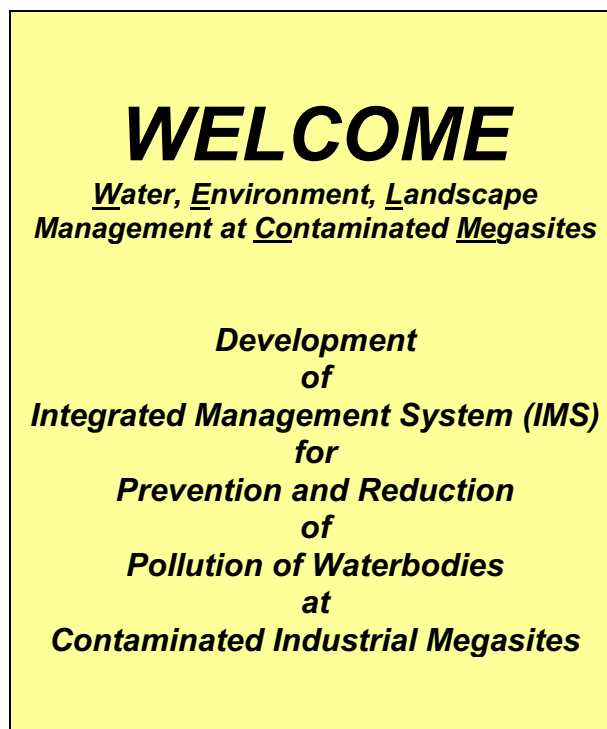 WELCOME
Water, Environment, Landscape
Management at Contaminated Megasites
Development
of
Integrated Management System (IMS)
for
Prevention and Reduction
of
Pollution of Waterbodies
at
Contaminated Industrial Megasites